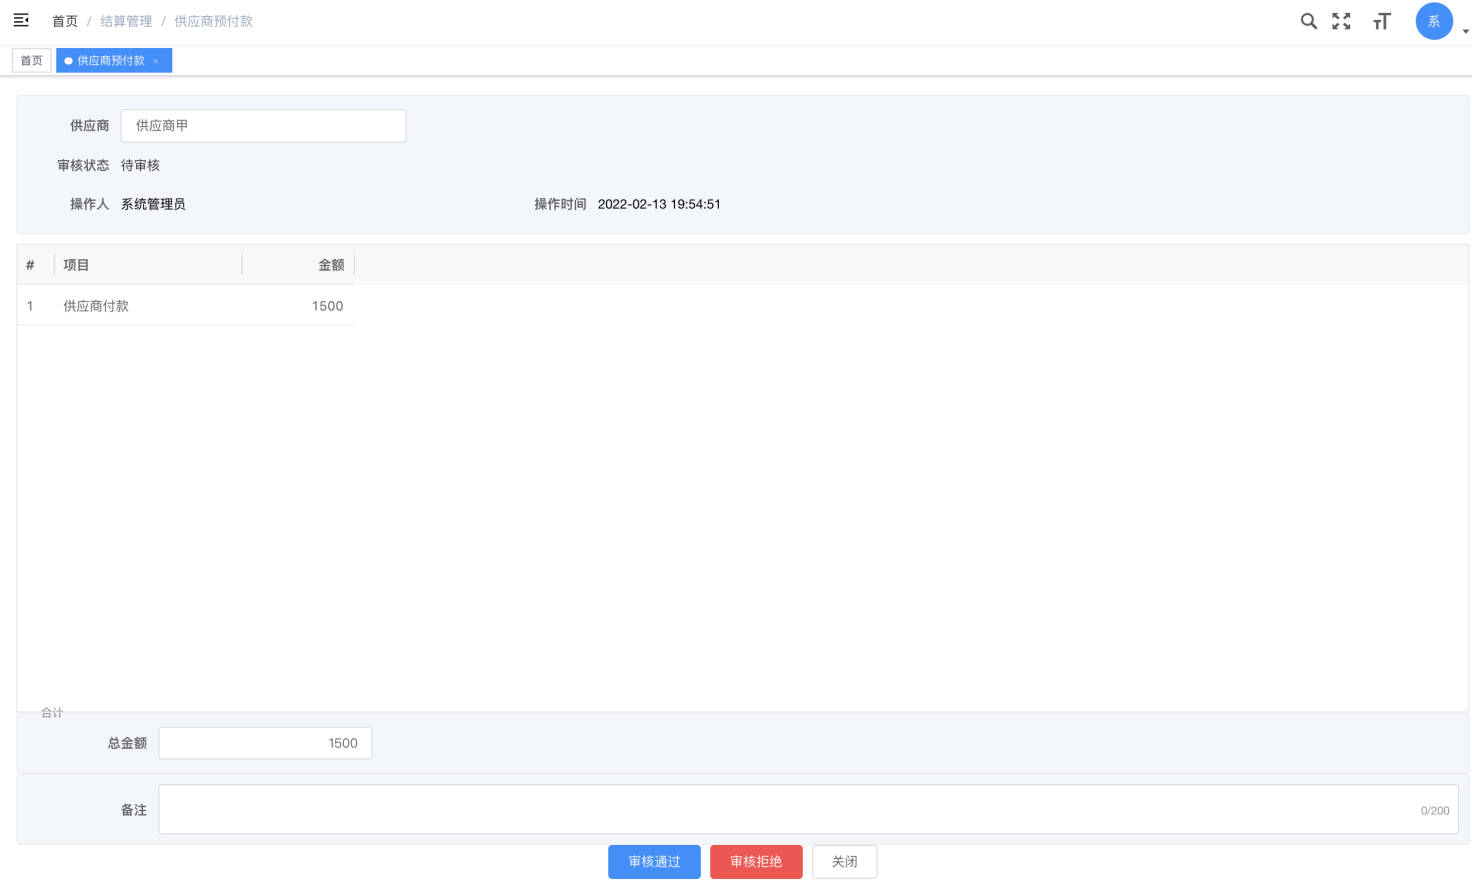 首页 / 结算管理 / 供应商预付款
系
首页
供应商预付款 ×
供应商 供应商甲
审核状态 待审核
操作人 系统管理员 操作时间 2022-02-13 19:54:51
# 项目 金额
1 供应商付款 1500
合计
总金额 1500
备注 0/200
审核通过 审核拒绝 关闭